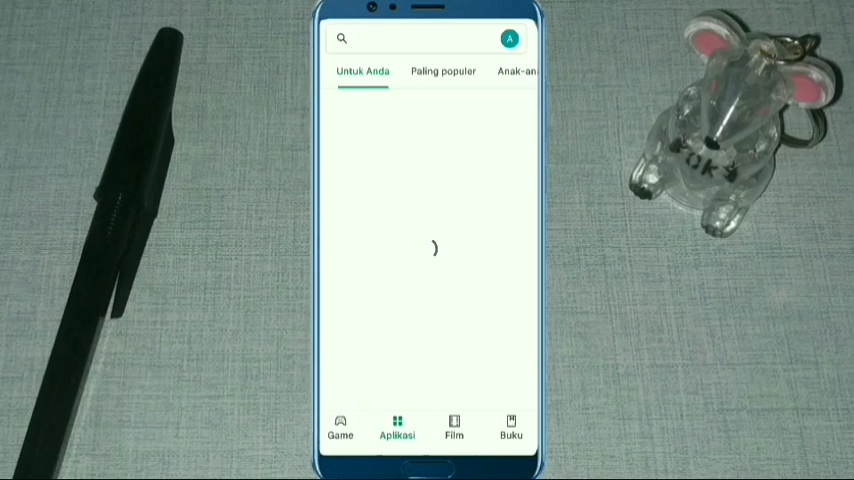 A
Untuk Anda
Paling populer
Anak-an
Game
Aplikasi
Film
Buku